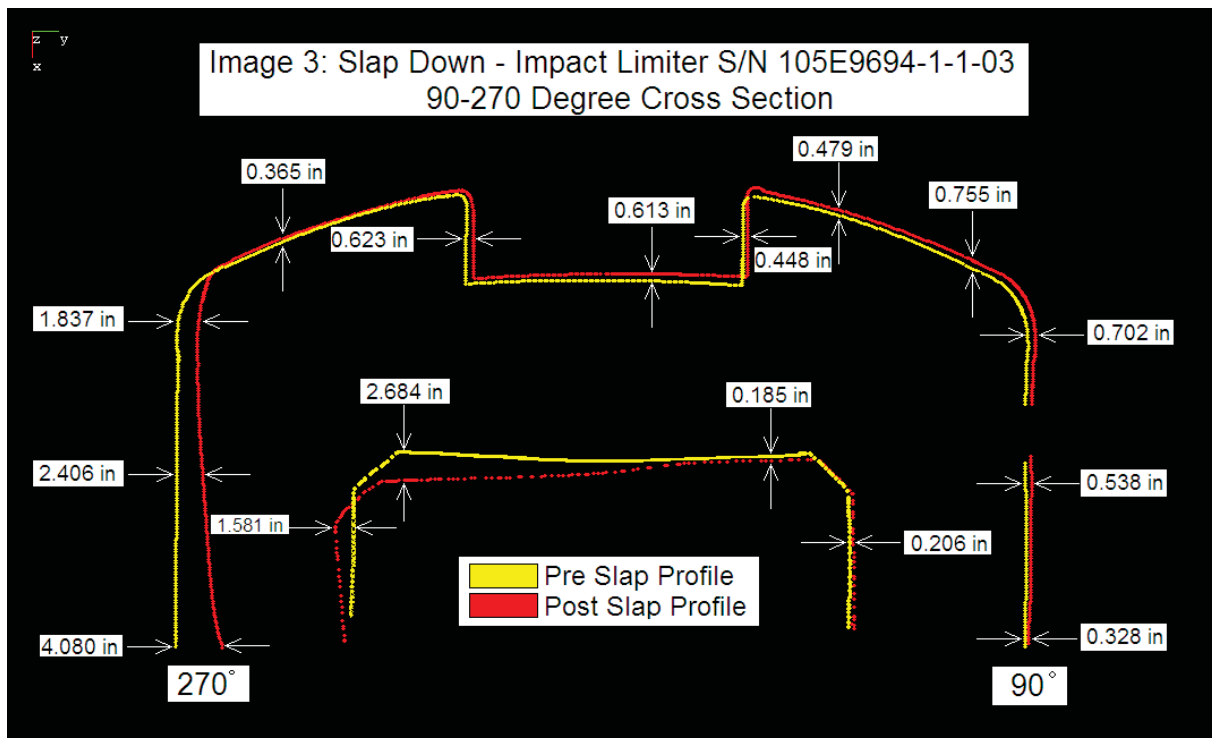 z y
x
Image 3: Slap Down - Impact Limiter S/N 105E9694-1-1-03
90-270 Degree Cross Section
0.365 in
0.479 in
0.755 in
0.613 in
0.623 in
0.448 in
1.837 in
0.702 in
2.684 in
0.185 in
2.406 in
0.538 in
1.581 in
0.206 in
Pre Slap Profile
Post Slap Profile
4.080 in
0.328 in
270°
90°